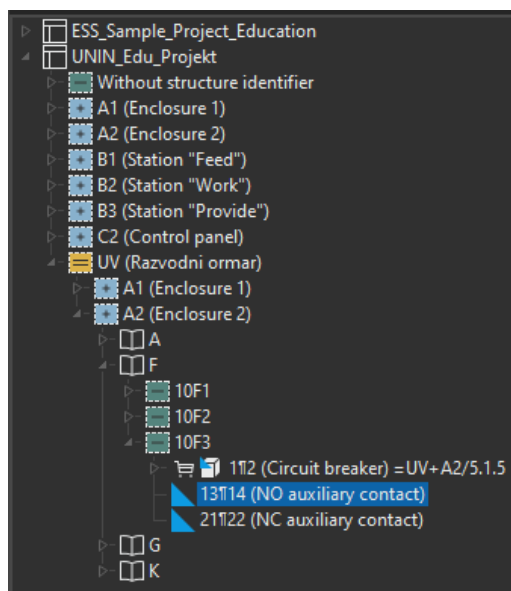 ESS_Sample_Project_Education
UNIN_Edu_Projekt
Without structure identifier
A1 (Enclosure 1)
A2 (Enclosure 2)
B1 (Station "Feed")
B2 (Station "Work")
B3 (Station "Provide")
C2 (Control panel)
UV (Razvodni ormar)
A1 (Enclosure 1)
A2 (Enclosure 2)
A
F
10F1
10F2
10F3
1¶2 (Circuit breaker) =UV+A2/5.1.5
13¶14 (NO auxiliary contact)
21¶22 (NC auxiliary contact)
G
K